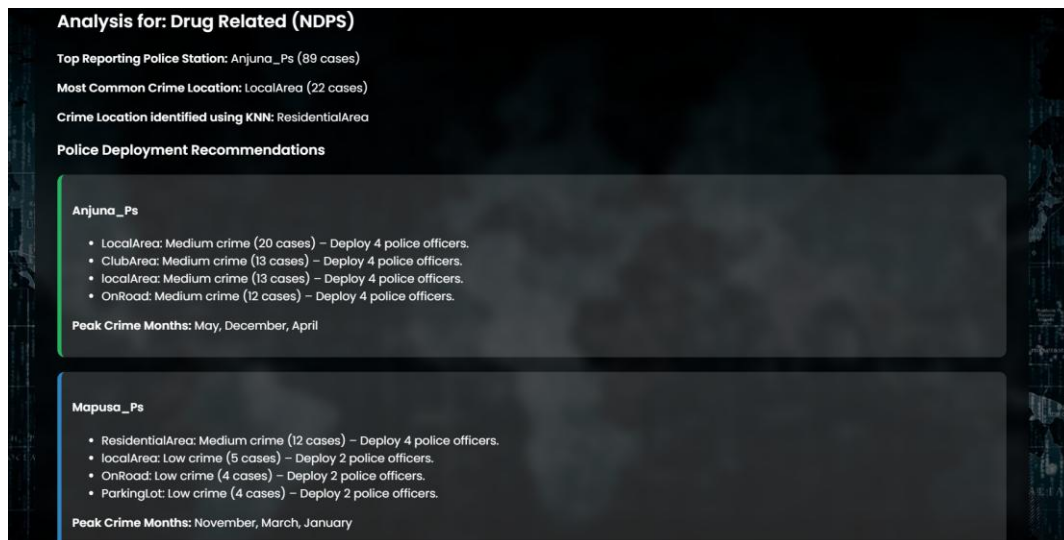 Analysis for: Drug Related (NDPS)
Top Reporting Police Station: Anjuna_Ps (89 cases)
Most Common Crime Location: LocalArea (22 cases)
Crime Location identified using KNN: ResidentialArea
Police Deployment Recommendations
Anjuna_Ps
• LocalArea: Medium crime (20 cases) – Deploy 4 police officers.
• ClubArea: Medium crime (13 cases) – Deploy 4 police officers.
• localArea: Medium crime (13 cases) – Deploy 4 police officers.
• OnRoad: Medium crime (12 cases) – Deploy 4 police officers.
Peak Crime Months: May, December, April
Mapusa_Ps
• ResidentialArea: Medium crime (12 cases) – Deploy 4 police officers.
• localArea: Low crime (5 cases) – Deploy 2 police officers.
• OnRoad: Low crime (4 cases) – Deploy 2 police officers.
• ParkingLot: Low crime (4 cases) – Deploy 2 police officers.
Peak Crime Months: November, March, January